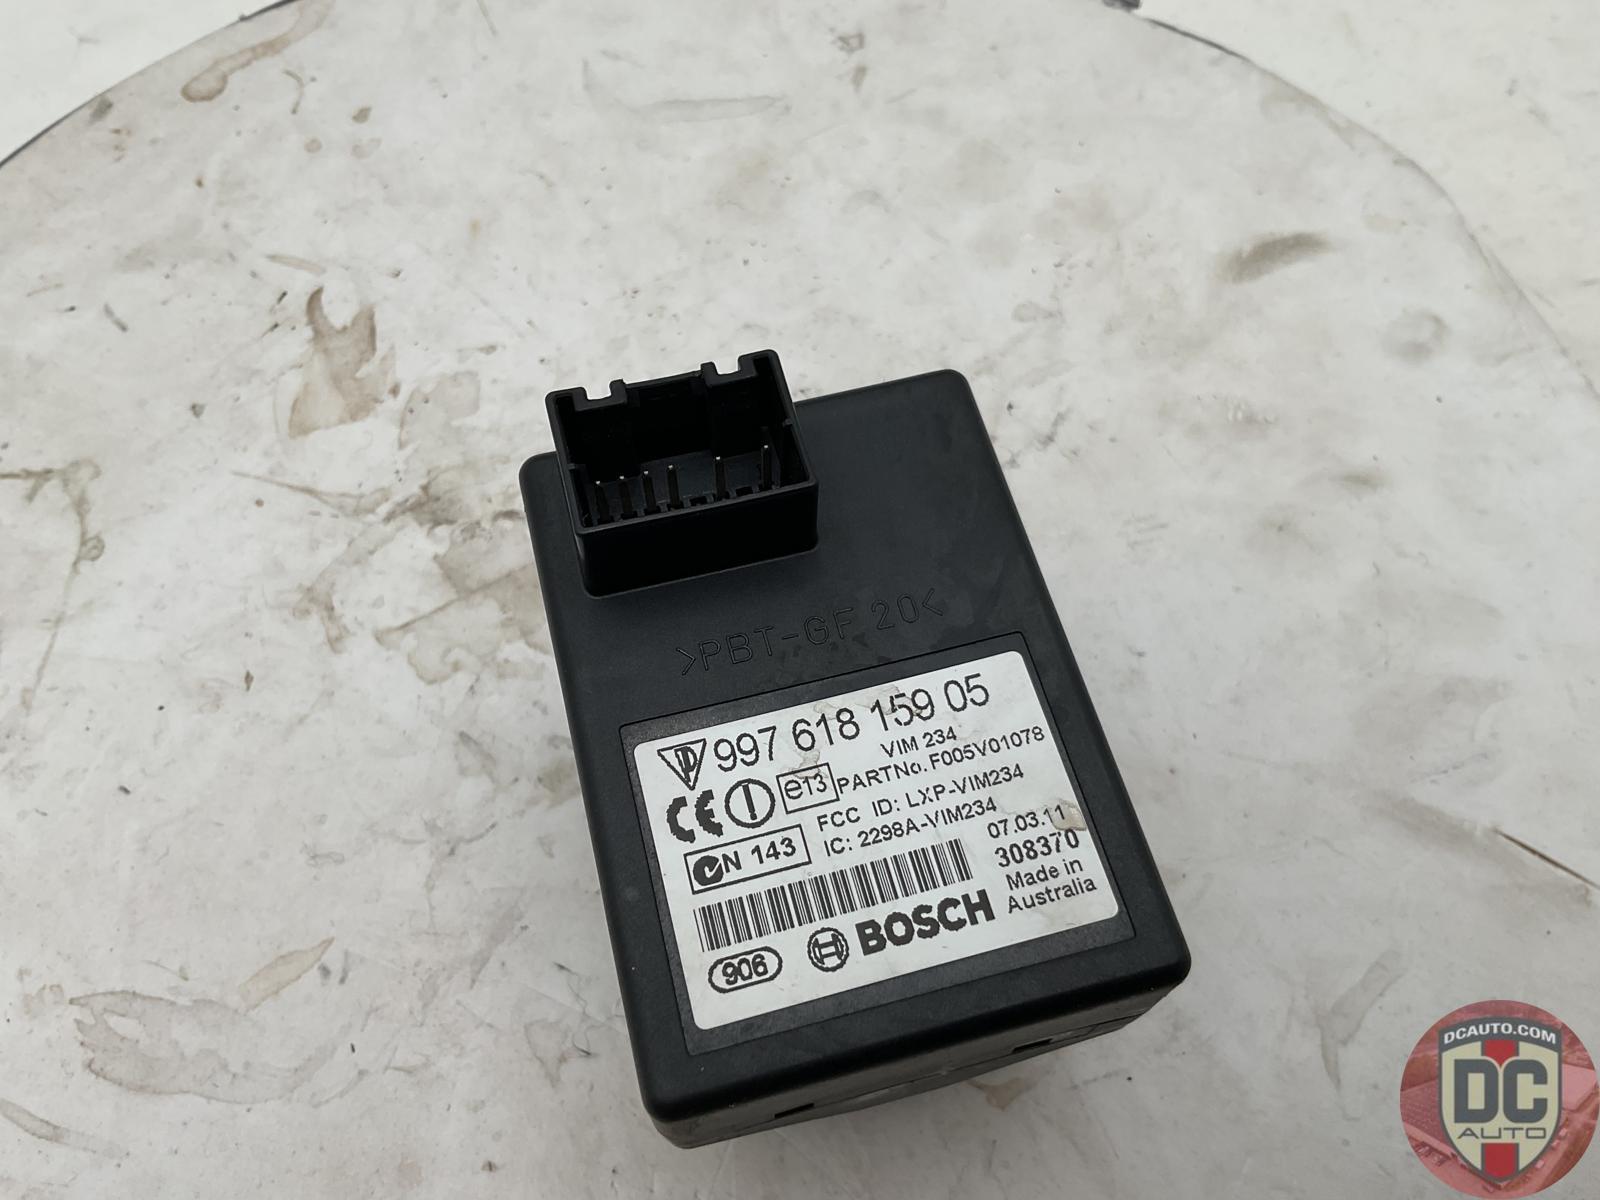 >PBT-GF 20<
997 618 159 05
VIM 234
e13 PARTNo. F005V01078
CE
FCC ID: LXP-VIM234
IC: 2298A-VIM234
N 143
07.03.11
308370
Made in
Australia
906
BOSCH
DCAUTO.COM
DC
AUTO